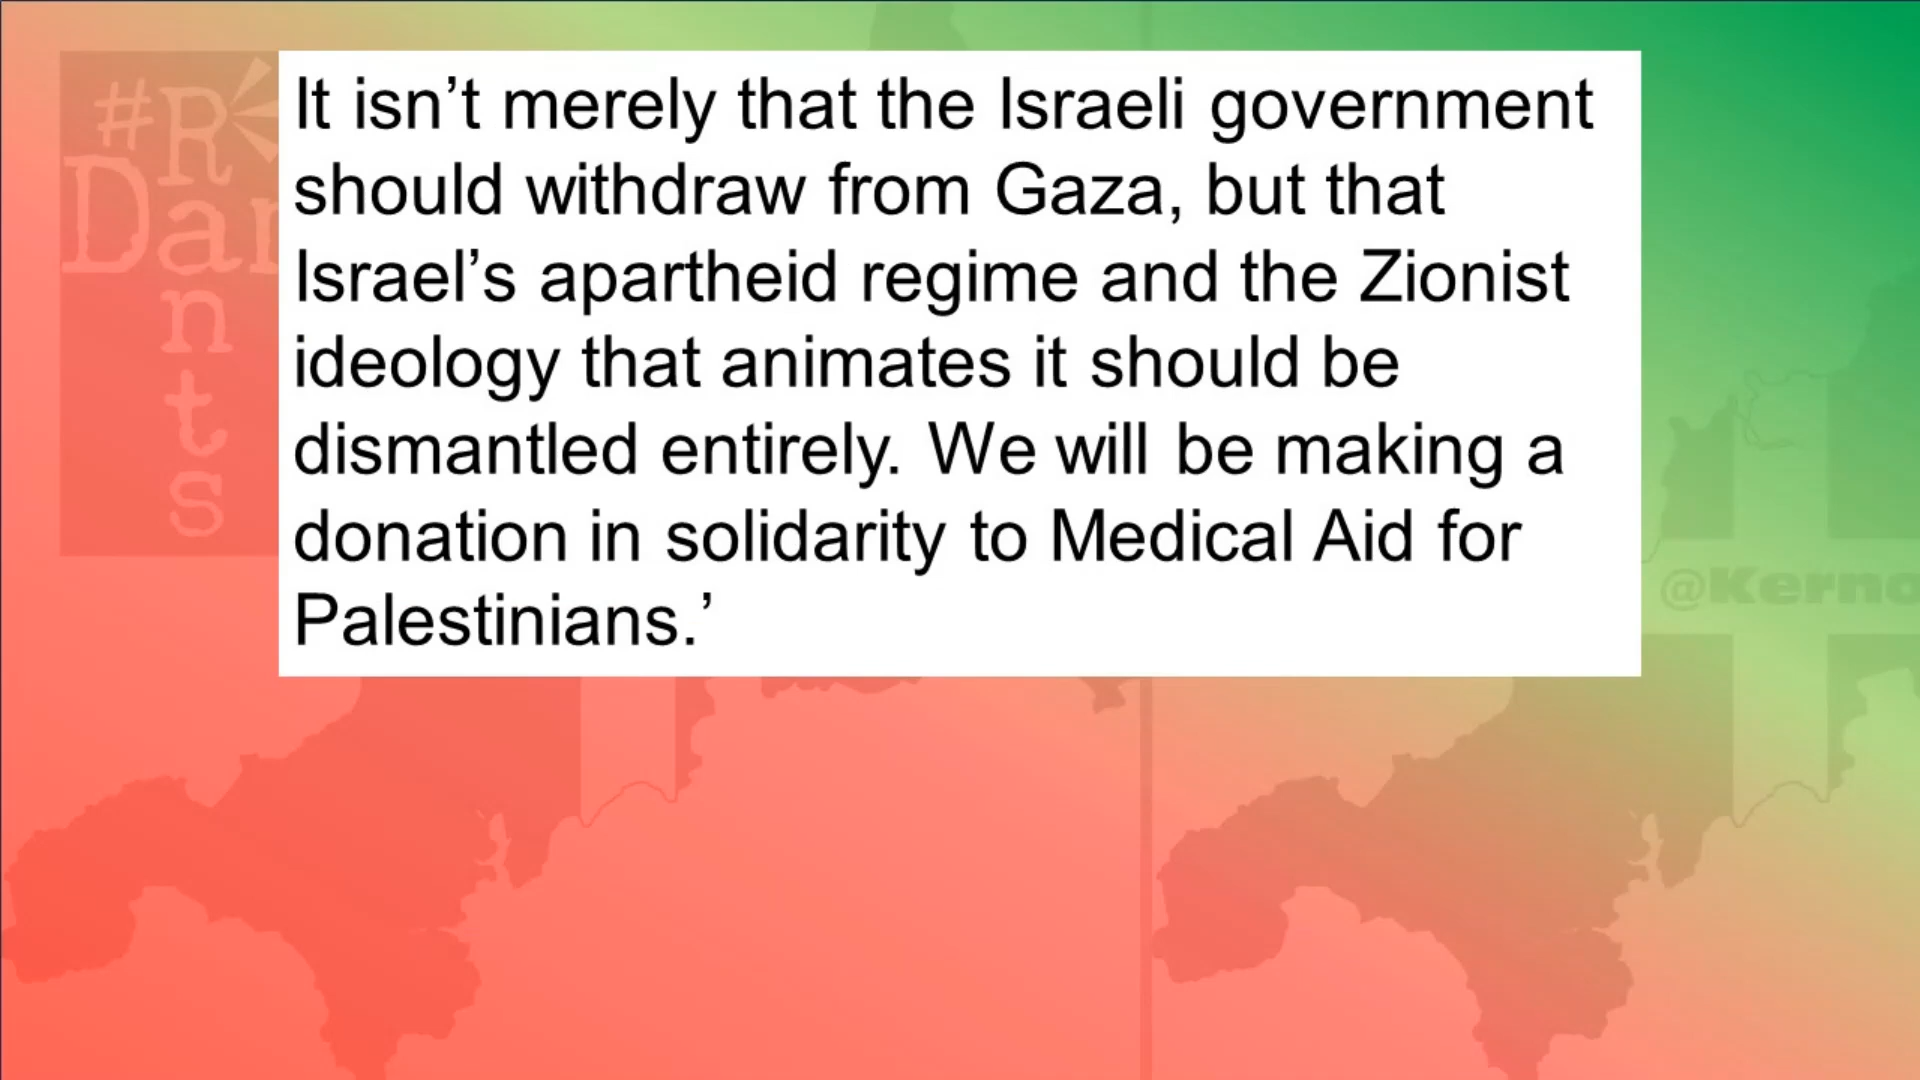 #R
Dan
n
t
s
It isn’t merely that the Israeli government
should withdraw from Gaza, but that
Israel’s apartheid regime and the Zionist
ideology that animates it should be
dismantled entirely. We will be making a
donation in solidarity to Medical Aid for
Palestinians.’
@Kerno